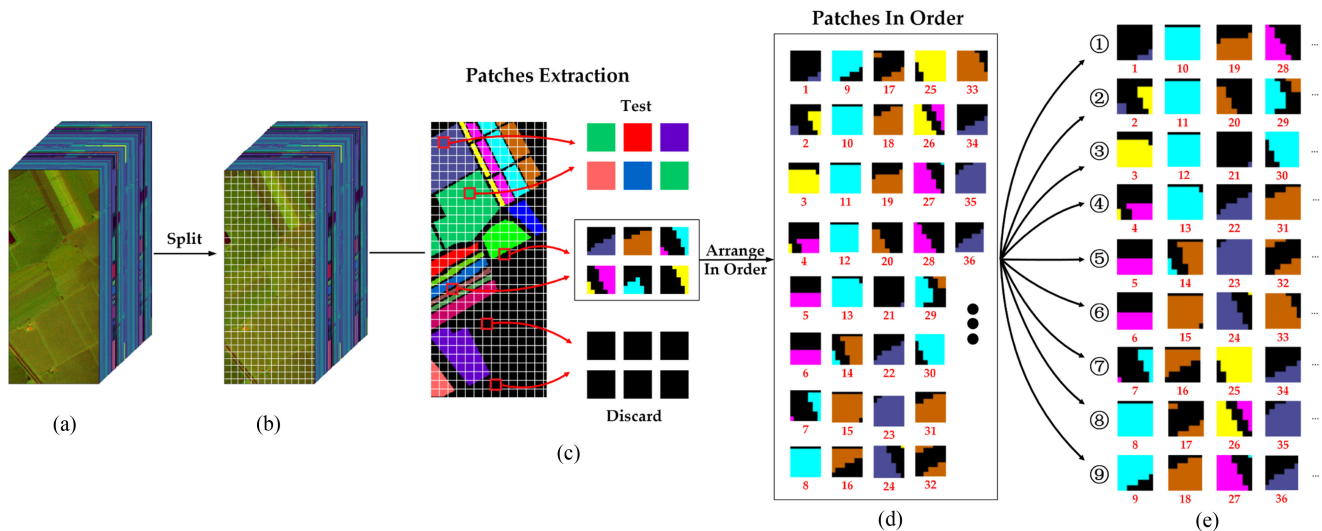 Patches In Order
Patches Extraction
Test
Split
Arrange
In Order
Discard
1 9 17 25 33
2 10 18 26 34
3 11 19 27 35
4 12 20 28 36
5 13 21 29
6 14 22 30
7 15 23 31
8 16 24 32
① 1 10 19 28 ...
② 2 11 20 29 ...
③ 3 12 21 30 ...
④ 4 13 22 31 ...
⑤ 5 14 23 32 ...
⑥ 6 15 24 33 ...
⑦ 7 16 25 34 ...
⑧ 8 17 26 35 ...
⑨ 9 18 27 36 ...
(a) (b) (c) (d) (e)